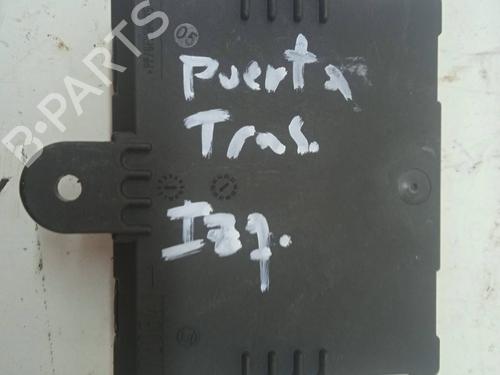 B-PARTS
05
Puerta
Tras.
Izq.